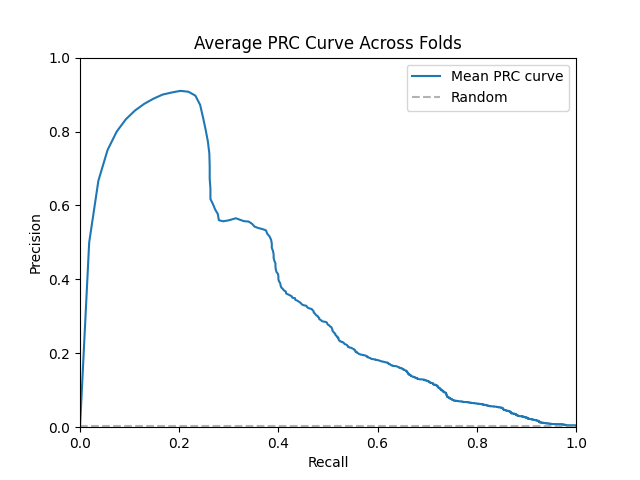 Average PRC Curve Across Folds
1.0
0.8
0.6
0.4
0.2
0.0
Precision
Mean PRC curve
Random
0.0 0.2 0.4 0.6 0.8 1.0
Recall